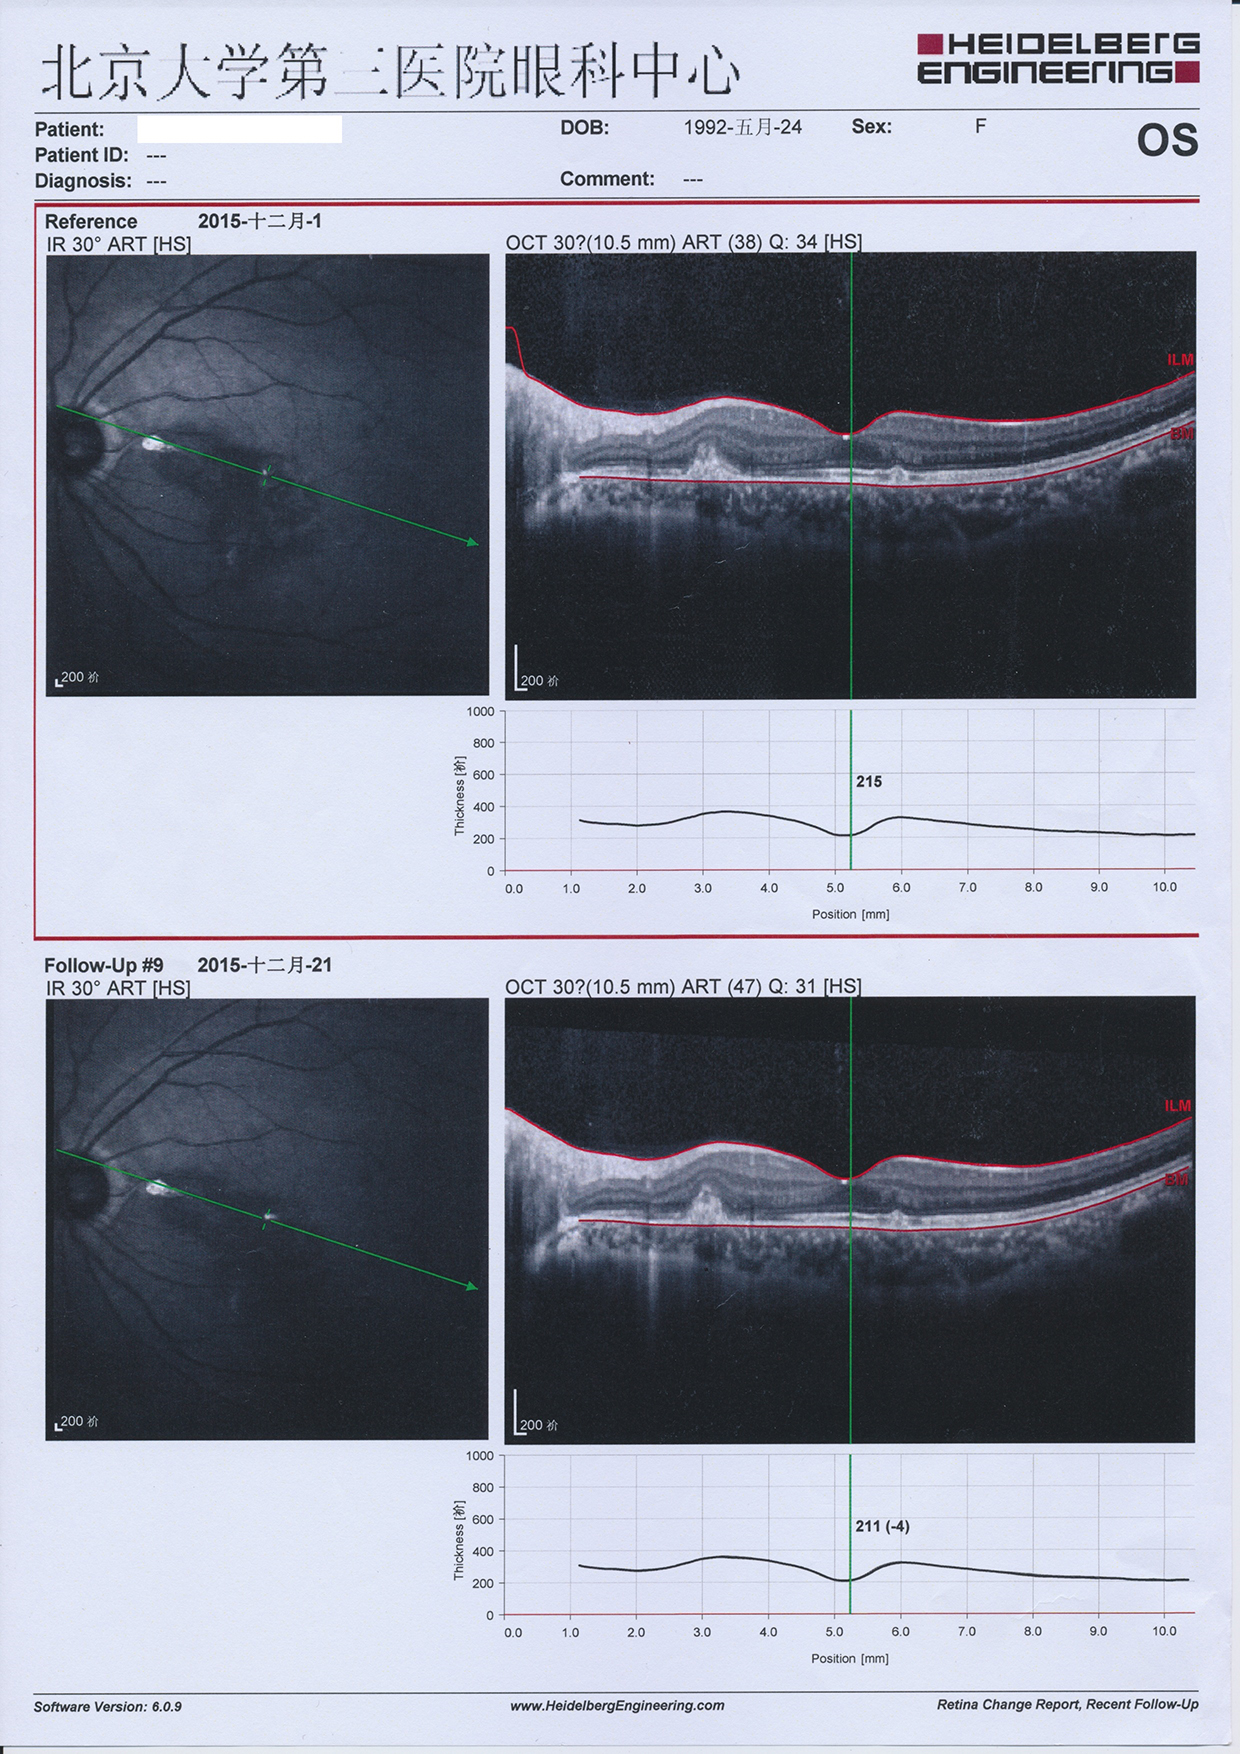 北京大学第三医院眼科中心
HEIDELBERG
ENGINEERING
Patient:
DOB: 1992-五月-24 Sex: F
OS
Patient ID: ---
Diagnosis: ---
Comment: ---
Reference 2015-十二月-1
IR 30° ART [HS]
OCT 30?(10.5 mm) ART (38) Q: 34 [HS]
ILM
BM
200 祄
200 祄
Thickness [祄]
1000
800
600
400
200
0
215
0.0 1.0 2.0 3.0 4.0 5.0 6.0 7.0 8.0 9.0 10.0
Position [mm]
Follow-Up #9 2015-十二月-21
IR 30° ART [HS]
OCT 30?(10.5 mm) ART (47) Q: 31 [HS]
ILM
BM
200 祄
200 祄
Thickness [祄]
1000
800
600
400
200
0
211 (-4)
0.0 1.0 2.0 3.0 4.0 5.0 6.0 7.0 8.0 9.0 10.0
Position [mm]
Software Version: 6.0.9 www.HeidelbergEngineering.com Retina Change Report, Recent Follow-Up